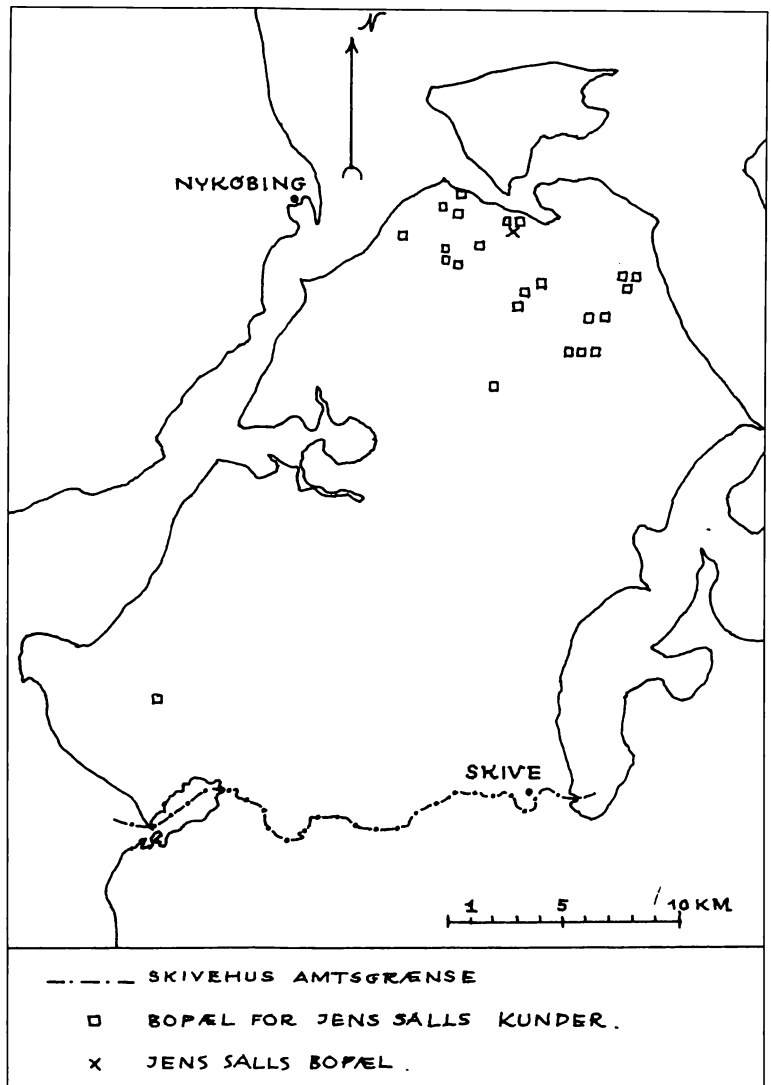 N
NYKØBING
SKIVE
1 5 10 KM
SKIVEHUS AMTSGRÆNSE
BOPÆL FOR JENS SALLS KUNDER.
JENS SALLS BOPÆL.